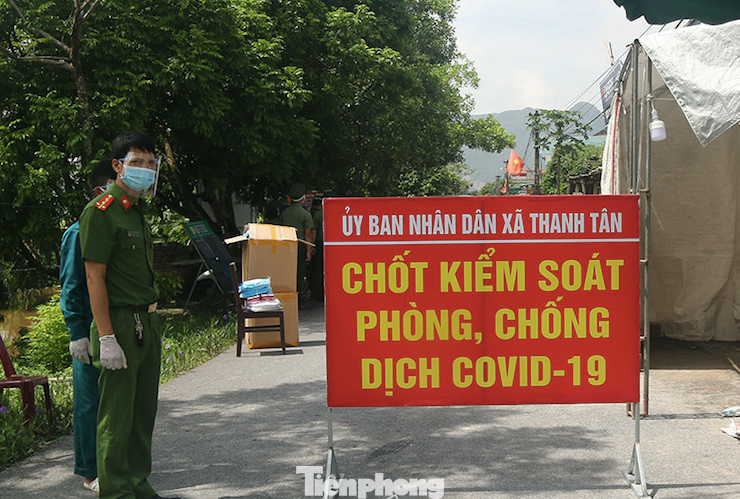 ỦY BAN NHÂN DÂN XÃ THANH TÂN
CHỐT KIỂM SOÁT
PHÒNG, CHỐNG
DỊCH COVID-19
Tienphong